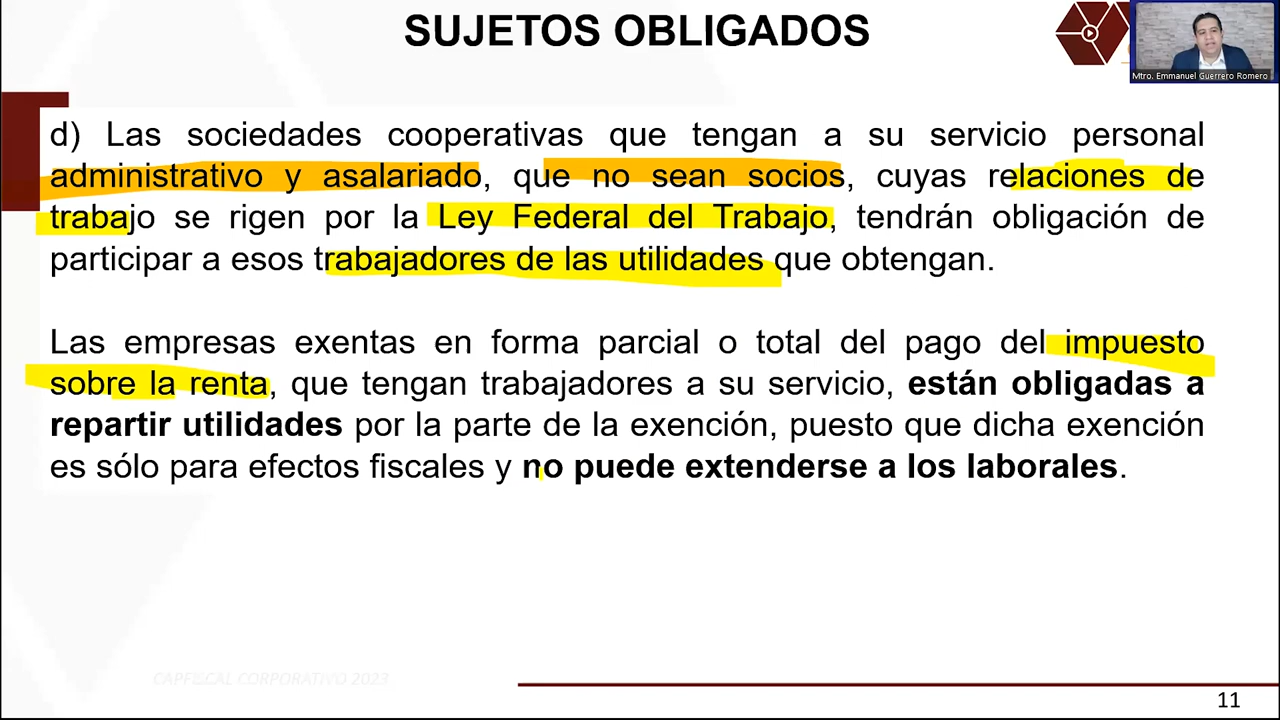 SUJETOS OBLIGADOS
Mtro. Emmanuel Guerrero Romero
d) Las sociedades cooperativas que tengan a su servicio personal
administrativo y asalariado, que no sean socios, cuyas relaciones de
trabajo se rigen por la Ley Federal del Trabajo, tendrán obligación de
participar a esos trabajadores de las utilidades que obtengan.
Las empresas exentas en forma parcial o total del pago del impuesto
sobre la renta, que tengan trabajadores a su servicio, están obligadas a
repartir utilidades por la parte de la exención, puesto que dicha exención
es sólo para efectos fiscales y no puede extenderse a los laborales.
CAPFISCAL CORPORATIVO 2023
11